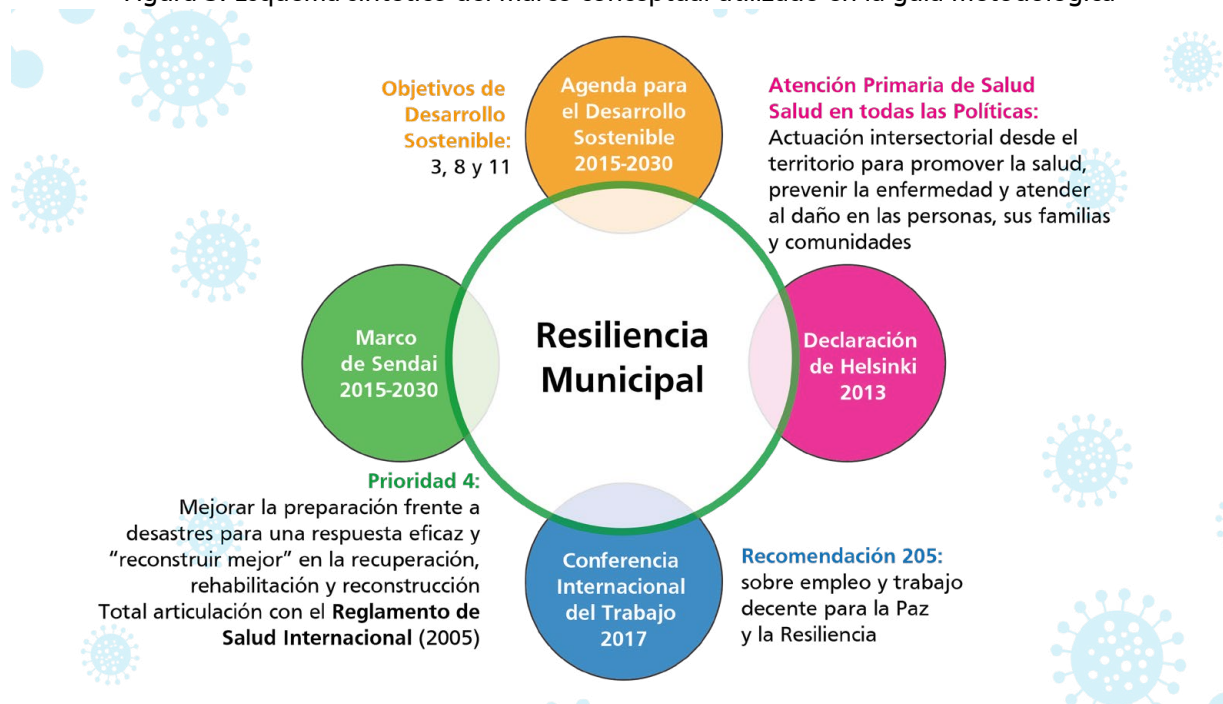 Objetivos de
Desarrollo
Sostenible:
3, 8 y 11
Agenda para
el Desarrollo
Sostenible
2015-2030
Atención Primaria de Salud
Salud en todas las Políticas:
Actuación intersectorial desde el
territorio para promover la salud,
prevenir la enfermedad y atender
al daño en las personas, sus familias
y comunidades
Marco
de Sendai
2015-2030
Resiliencia
Municipal
Declaración
de Helsinki
2013
Prioridad 4:
Mejorar la preparación frente a
desastres para una respuesta eficaz y
“reconstruir mejor” en la recuperación,
rehabilitación y reconstrucción
Total articulación con el Reglamento de
Salud Internacional (2005)
Conferencia
Internacional
del Trabajo
2017
Recomendación 205:
sobre empleo y trabajo
decente para la Paz
y la Resiliencia